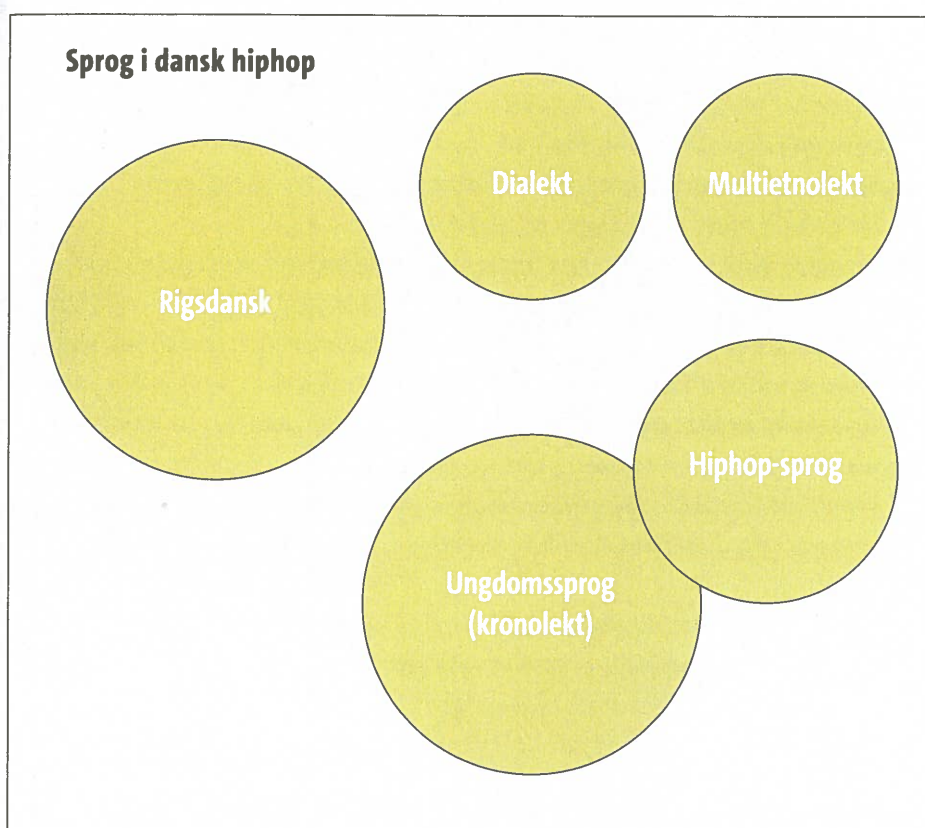 Sprog i dansk hiphop
Dialekt
Multietnolekt
Rigsdansk
Hiphop-sprog
Ungdomssprog
(kronolekt)